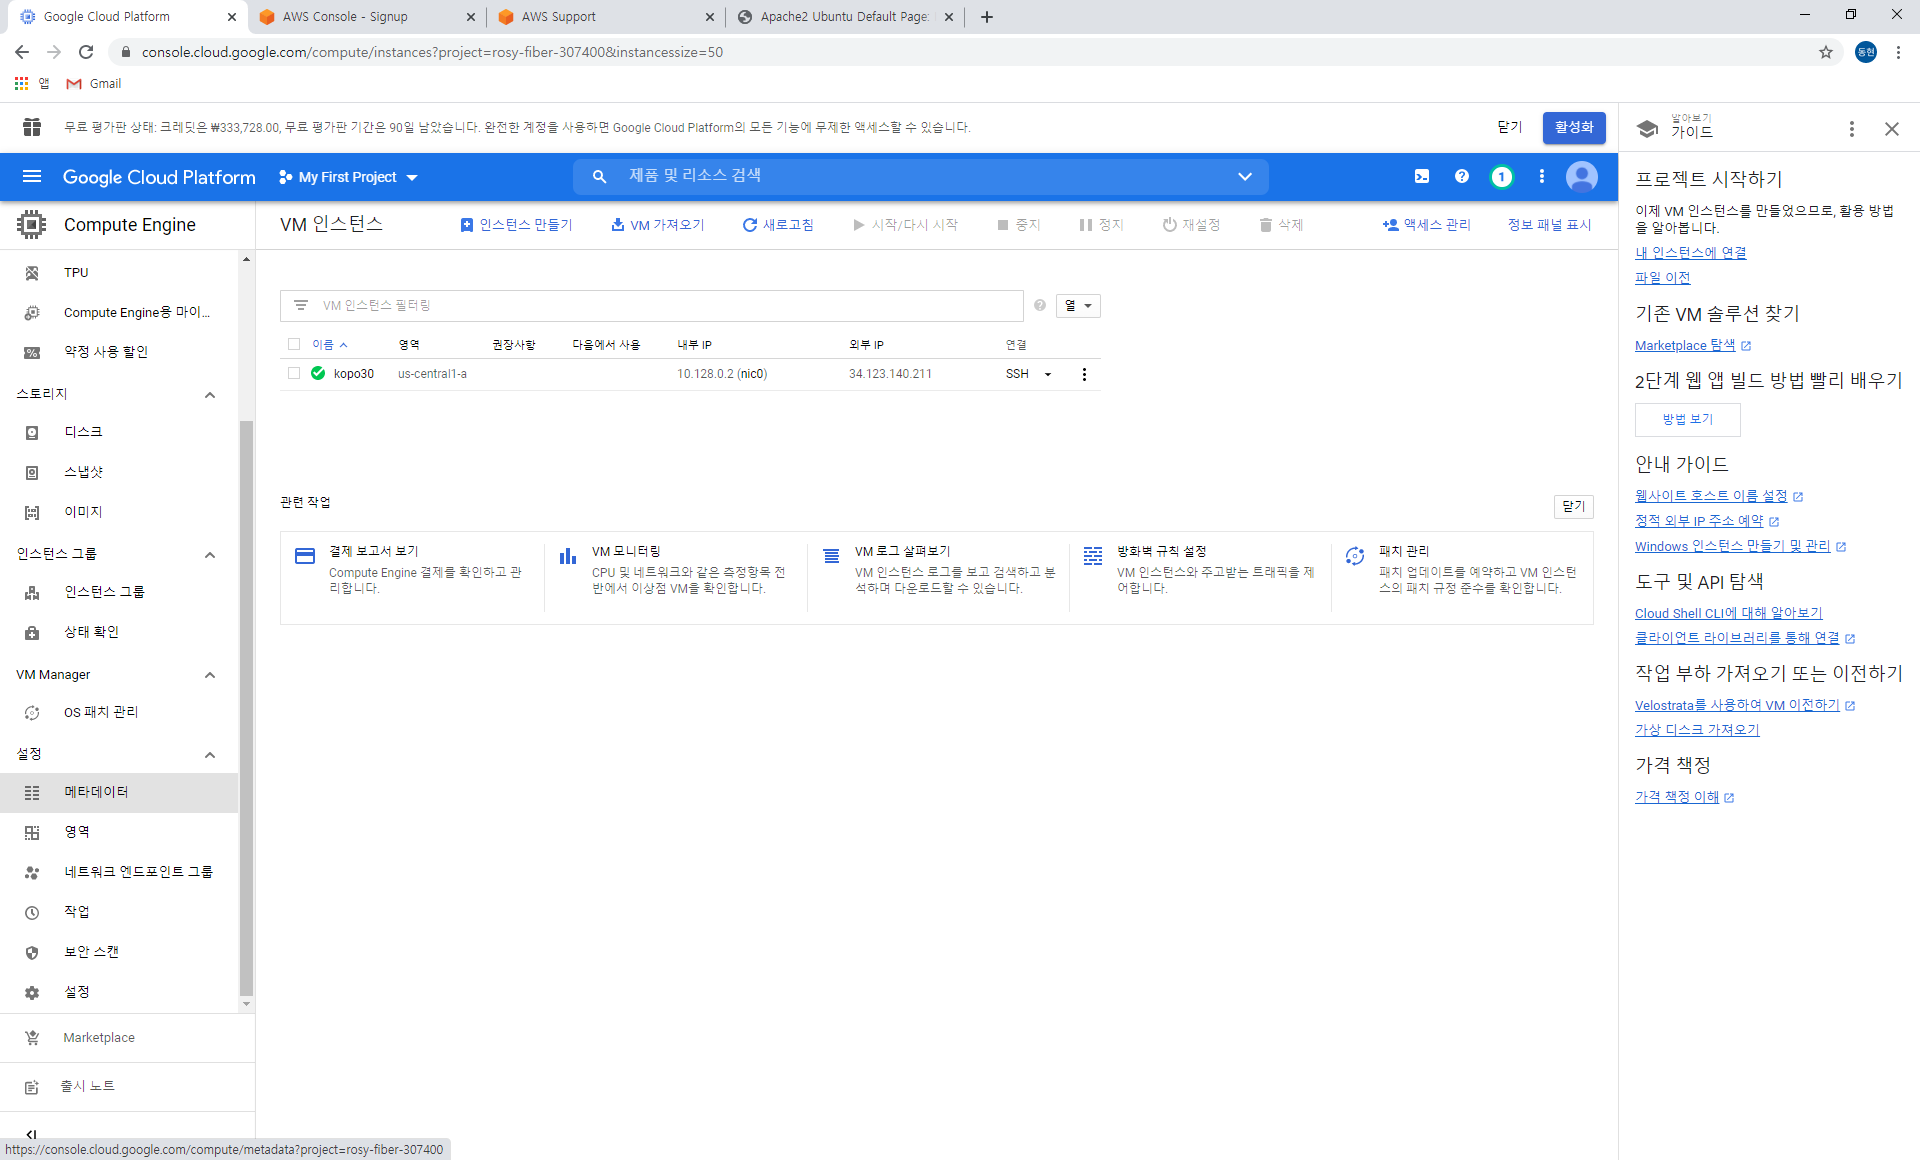 Google Cloud Platform
AWS Console - Signup
AWS Support
Apache2 Ubuntu Default Page:
console.cloud.google.com/compute/instances?project=rosy-fiber-307400&instancessize=50
동현
앱
Gmail
무료 평가판 상태: 크레딧은 ₩333,728.00, 무료 평가판 기간은 90일 남았습니다. 완전한 계정을 사용하면 Google Cloud Platform의 모든 기능에 무제한 액세스할 수 있습니다.
닫기
활성화
Google Cloud Platform
My First Project
제품 및 리소스 검색
1
Compute Engine
VM 인스턴스
인스턴스 만들기
VM 가져오기
새로고침
시작/다시 시작
중지
정지
재설정
삭제
액세스 관리
정보 패널 표시
TPU
Compute Engine용 마이...
약정 사용 할인
스토리지
디스크
스냅샷
이미지
인스턴스 그룹
인스턴스 그룹
상태 확인
VM Manager
OS 패치 관리
설정
메타데이터
영역
네트워크 엔드포인트 그룹
작업
보안 스캔
설정
Marketplace
출시 노트
VM 인스턴스 필터링
열
이름
영역
권장사항
다음에서 사용
내부 IP
외부 IP
연결
kopo30
us-central1-a
10.128.0.2 (nic0)
34.123.140.211
SSH
관련 작업
닫기
결제 보고서 보기
Compute Engine 결제를 확인하고 관
리합니다.
VM 모니터링
CPU 및 네트워크와 같은 측정항목 전
반에서 이상점 VM을 확인합니다.
VM 로그 살펴보기
VM 인스턴스 로그를 보고 검색하고 분
석하며 다운로드할 수 있습니다.
방화벽 규칙 설정
VM 인스턴스와 주고받는 트래픽을 제
어합니다.
패치 관리
패치 업데이트를 예약하고 VM 인스턴
스의 패치 규정 준수를 확인합니다.
알아보기
가이드
프로젝트 시작하기
이제 VM 인스턴스를 만들었으므로, 활용 방법
을 알아봅니다.
내 인스턴스에 연결
파일 이전
기존 VM 솔루션 찾기
Marketplace 탐색
2단계 웹 앱 빌드 방법 빨리 배우기
방법 보기
안내 가이드
웹사이트 호스트 이름 설정
정적 외부 IP 주소 예약
Windows 인스턴스 만들기 및 관리
도구 및 API 탐색
Cloud Shell CLI에 대해 알아보기
클라이언트 라이브러리를 통해 연결
작업 부하 가져오기 또는 이전하기
Velostrata를 사용하여 VM 이전하기
가상 디스크 가져오기
가격 책정
가격 책정 이해
https://console.cloud.google.com/compute/metadata?project=rosy-fiber-307400